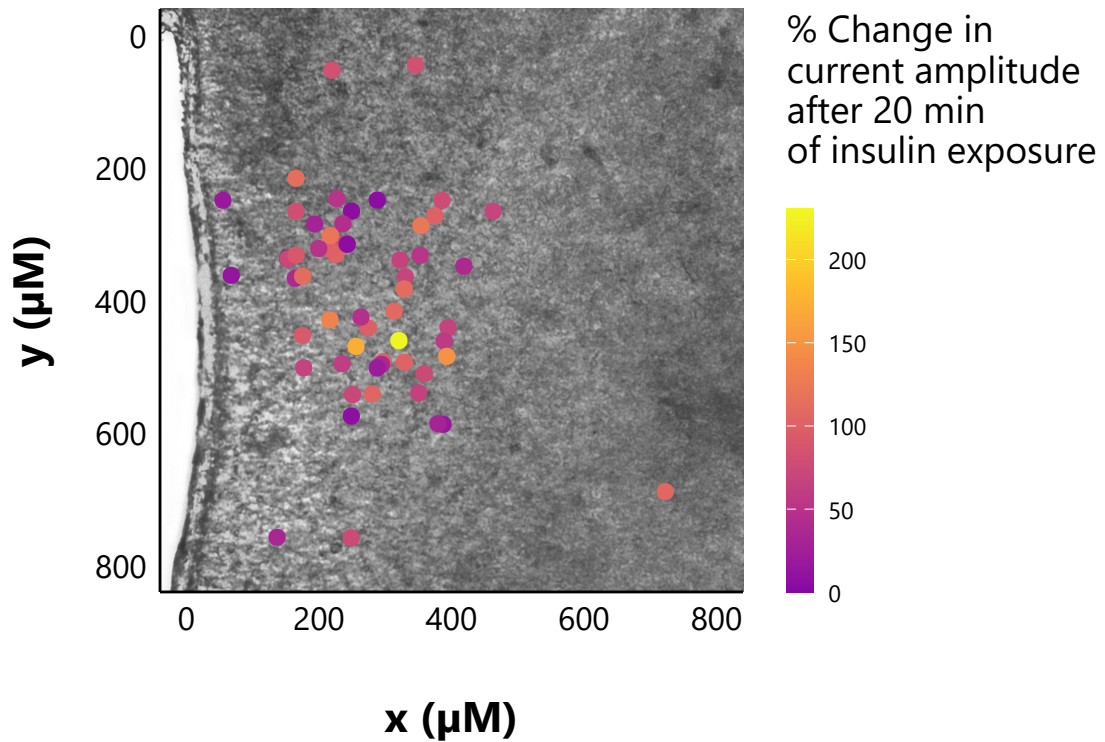 % Change in
current amplitude
after 20 min
of insulin exposure
0
200
400
600
800
y (µM)
200
150
100
50
0
0 200 400 600 800
x (µM)